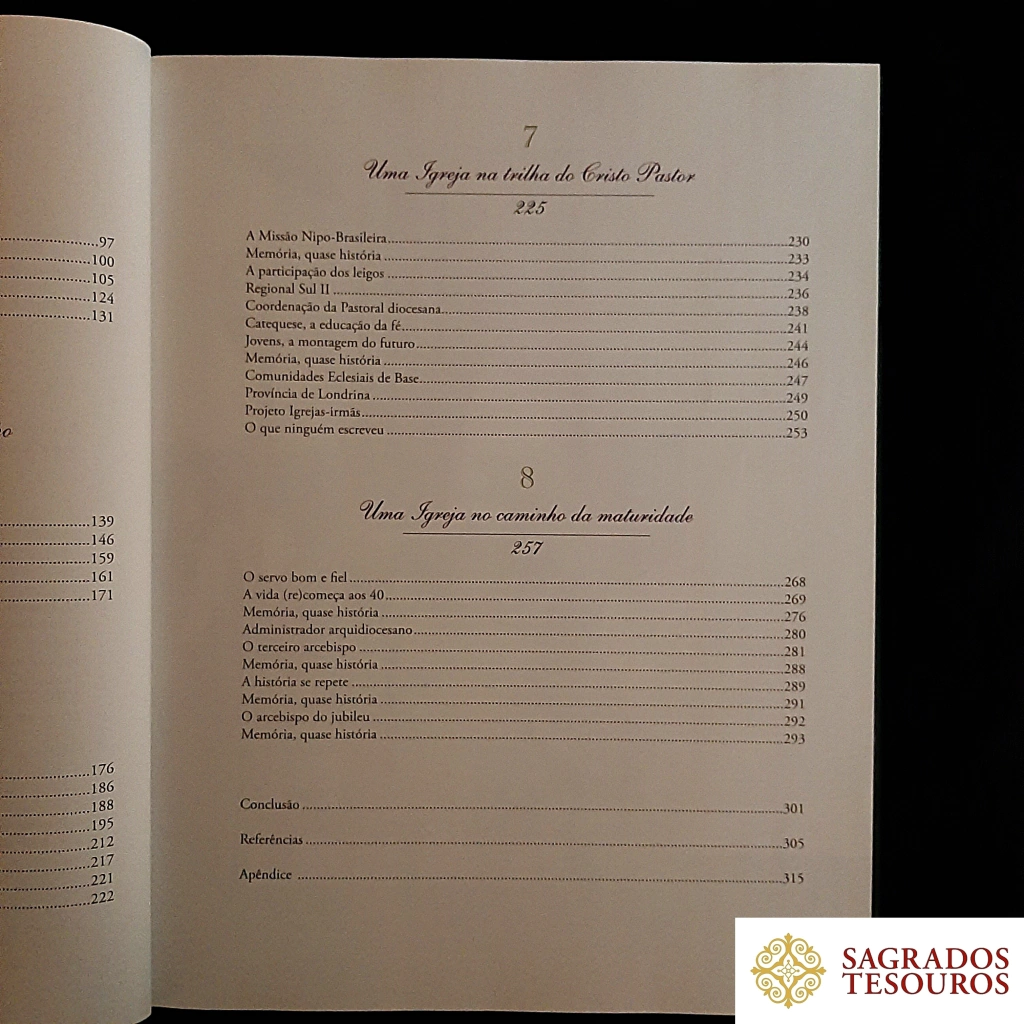 97
100
105
124
131
139
146
159
161
171
176
186
188
195
212
217
221
222
7
Uma Igreja na trilha do Cristo Pastor
225
A Missão Nipo-Brasileira 230
Memória, quase história 233
A participação dos leigos 234
Regional Sul II 236
Coordenação da Pastoral diocesana 238
Catequese, a educação da fé 241
Jovens, a montagem do futuro 244
Memória, quase história 246
Comunidades Eclesiais de Base 247
Província de Londrina 249
Projeto Igrejas-irmãs 250
O que ninguém escreveu 253
8
Uma Igreja no caminho da maturidade
257
O servo bom e fiel 268
A vida (re)começa aos 40 269
Memória, quase história 276
Administrador arquidiocesano 280
O terceiro arcebispo 281
Memória, quase história 288
A história se repete 289
Memória, quase história 291
O arcebispo do jubileu 292
Memória, quase história 293
Conclusão 301
Referências 305
Apêndice 315
SAGRADOS
TESOUROS